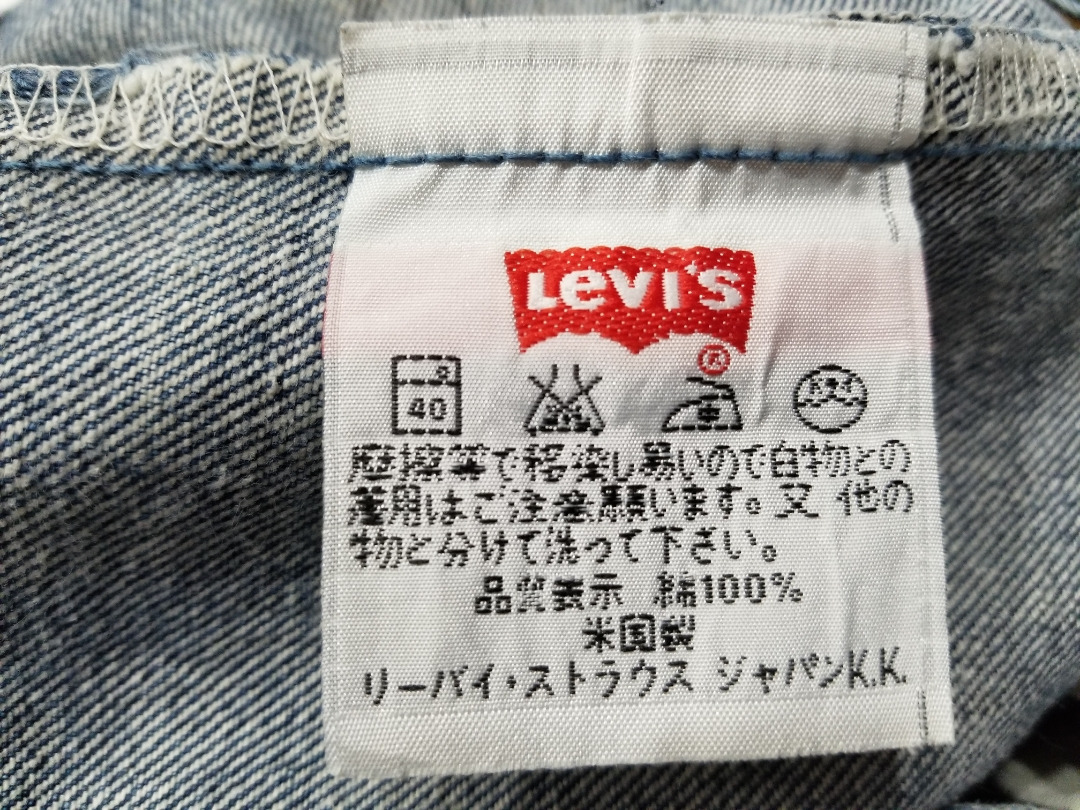 Levi's
®
40
摩擦等で移染し易いので白物との
着用はご注意願います。又 他の
物と分けて洗って下さい。
品質表示 綿100%
米国製
リーバイ・ストラウス ジャパンK.K.